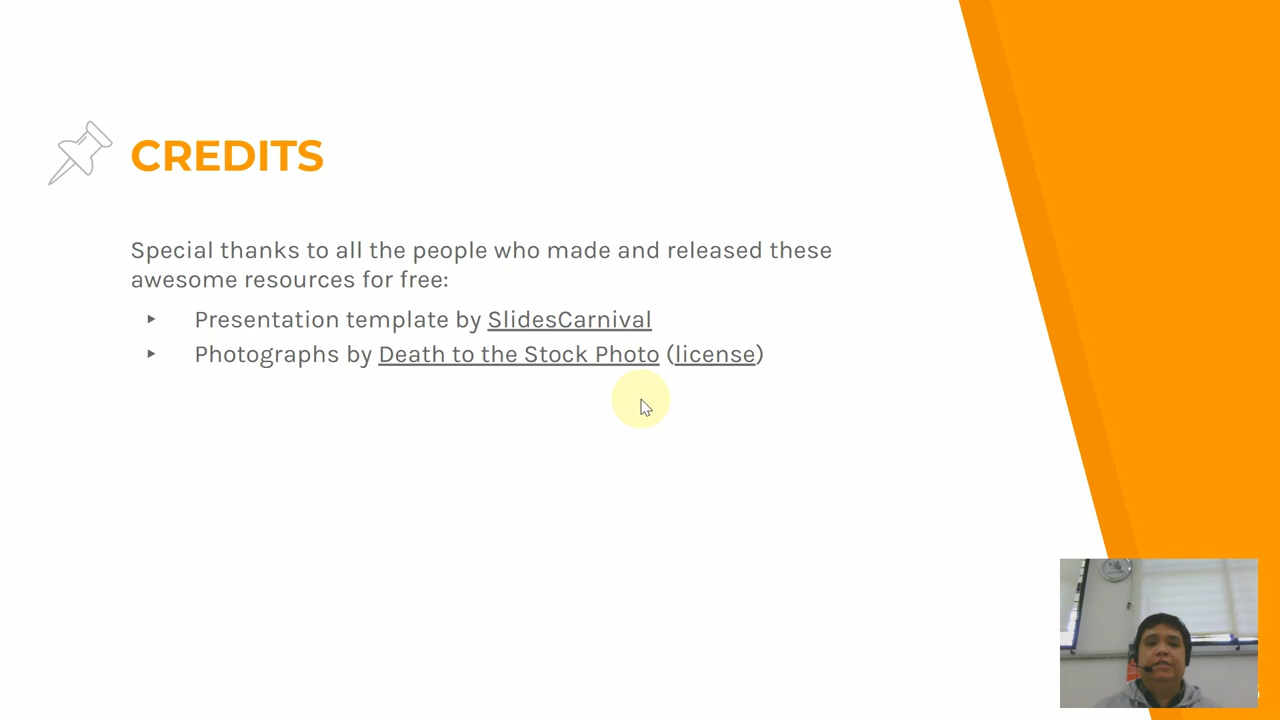 CREDITS
Special thanks to all the people who made and released these
awesome resources for free:
‣ Presentation template by SlidesCarnival
‣ Photographs by Death to the Stock Photo (license)